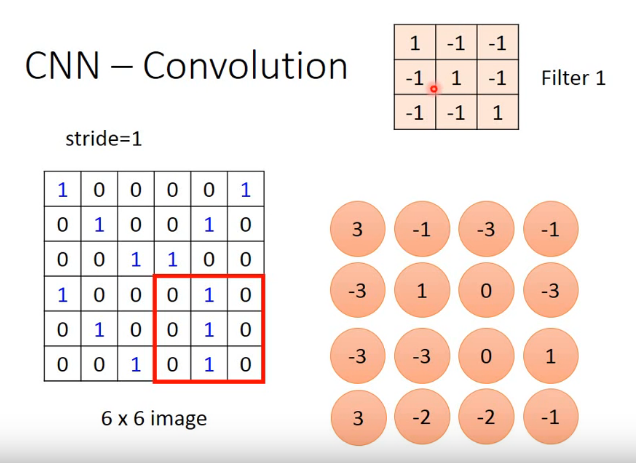 CNN – Convolution
1 -1 -1
-1 1 -1
-1 -1 1
Filter 1
stride=1
1 0 0 0 0 1
0 1 0 0 1 0
0 0 1 1 0 0
1 0 0 0 1 0
0 1 0 0 1 0
0 0 1 0 1 0
6 x 6 image
3 -1 -3 -1
-3 1 0 -3
-3 -3 0 1
3 -2 -2 -1